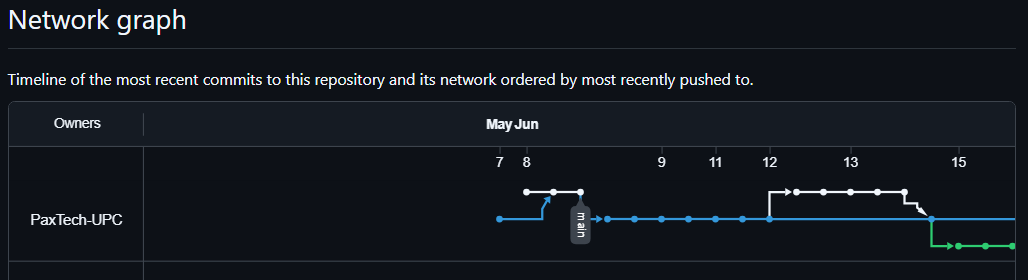 Network graph
Timeline of the most recent commits to this repository and its network ordered by most recently pushed to.
Owners May Jun
7 8 9 11 12 13 15
PaxTech-UPC
main